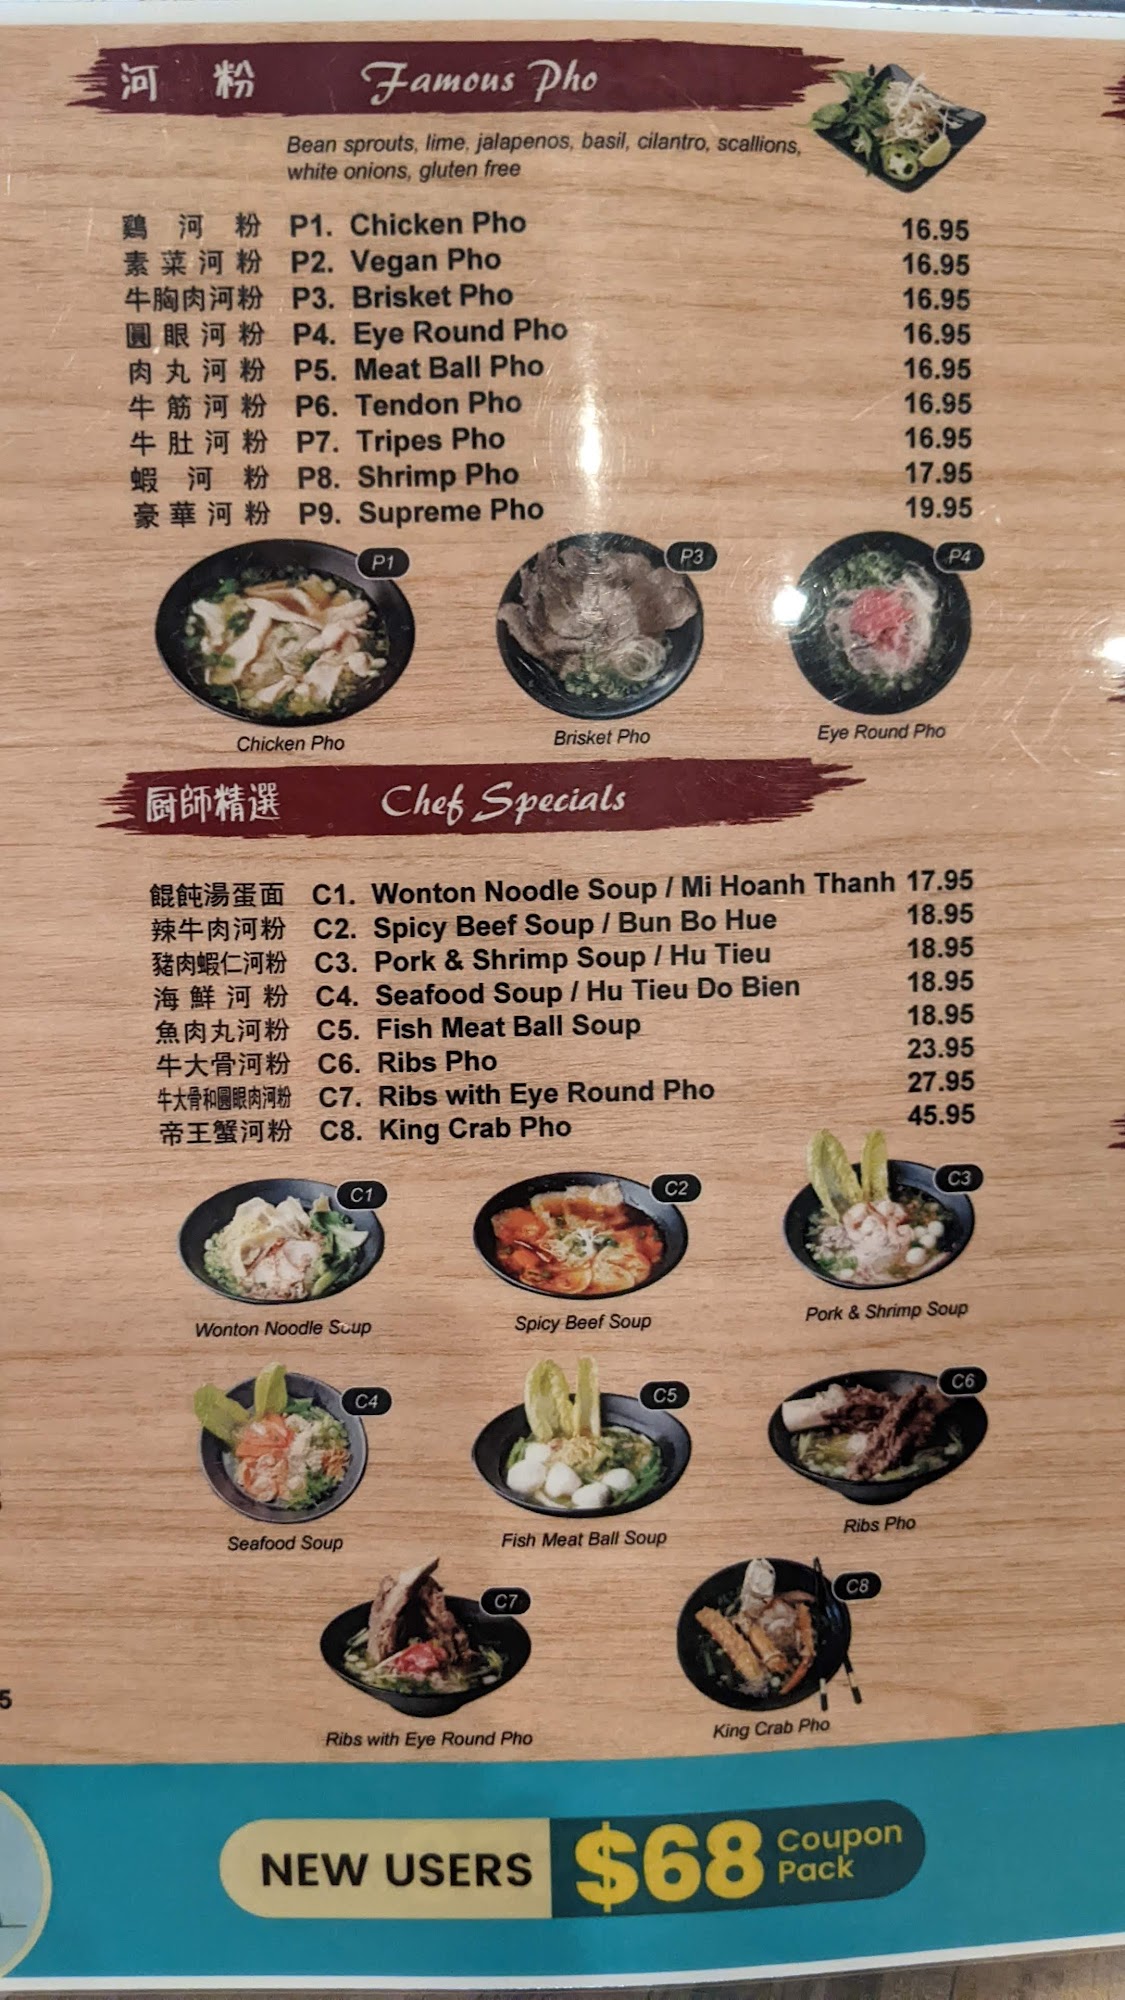 河 粉 Famous Pho
Bean sprouts, lime, jalapenos, basil, cilantro, scallions,
white onions, gluten free
鷄河粉 P1. Chicken Pho 16.95
素菜河粉 P2. Vegan Pho 16.95
牛胸肉河粉 P3. Brisket Pho 16.95
圓眼河粉 P4. Eye Round Pho 16.95
肉丸河粉 P5. Meat Ball Pho 16.95
牛筋河粉 P6. Tendon Pho 16.95
牛肚河粉 P7. Tripes Pho 16.95
蝦河粉 P8. Shrimp Pho 17.95
豪華河粉 P9. Supreme Pho 19.95
P1 P3 P4
Chicken Pho Brisket Pho Eye Round Pho
厨師精選 Chef Specials
餛飩湯蛋面 C1. Wonton Noodle Soup / Mi Hoanh Thanh 17.95
辣牛肉河粉 C2. Spicy Beef Soup / Bun Bo Hue 18.95
豬肉蝦仁河粉 C3. Pork & Shrimp Soup / Hu Tieu 18.95
海鮮河粉 C4. Seafood Soup / Hu Tieu Do Bien 18.95
魚肉丸河粉 C5. Fish Meat Ball Soup 18.95
牛大骨河粉 C6. Ribs Pho 23.95
牛大骨和圓眼肉河粉 C7. Ribs with Eye Round Pho 27.95
帝王蟹河粉 C8. King Crab Pho 45.95
C1 C2 C3
Wonton Noodle Soup Spicy Beef Soup Pork & Shrimp Soup
C4 C5 C6
Seafood Soup Fish Meat Ball Soup Ribs Pho
C7 C8
Ribs with Eye Round Pho King Crab Pho
5
NEW USERS $68 Coupon
Pack